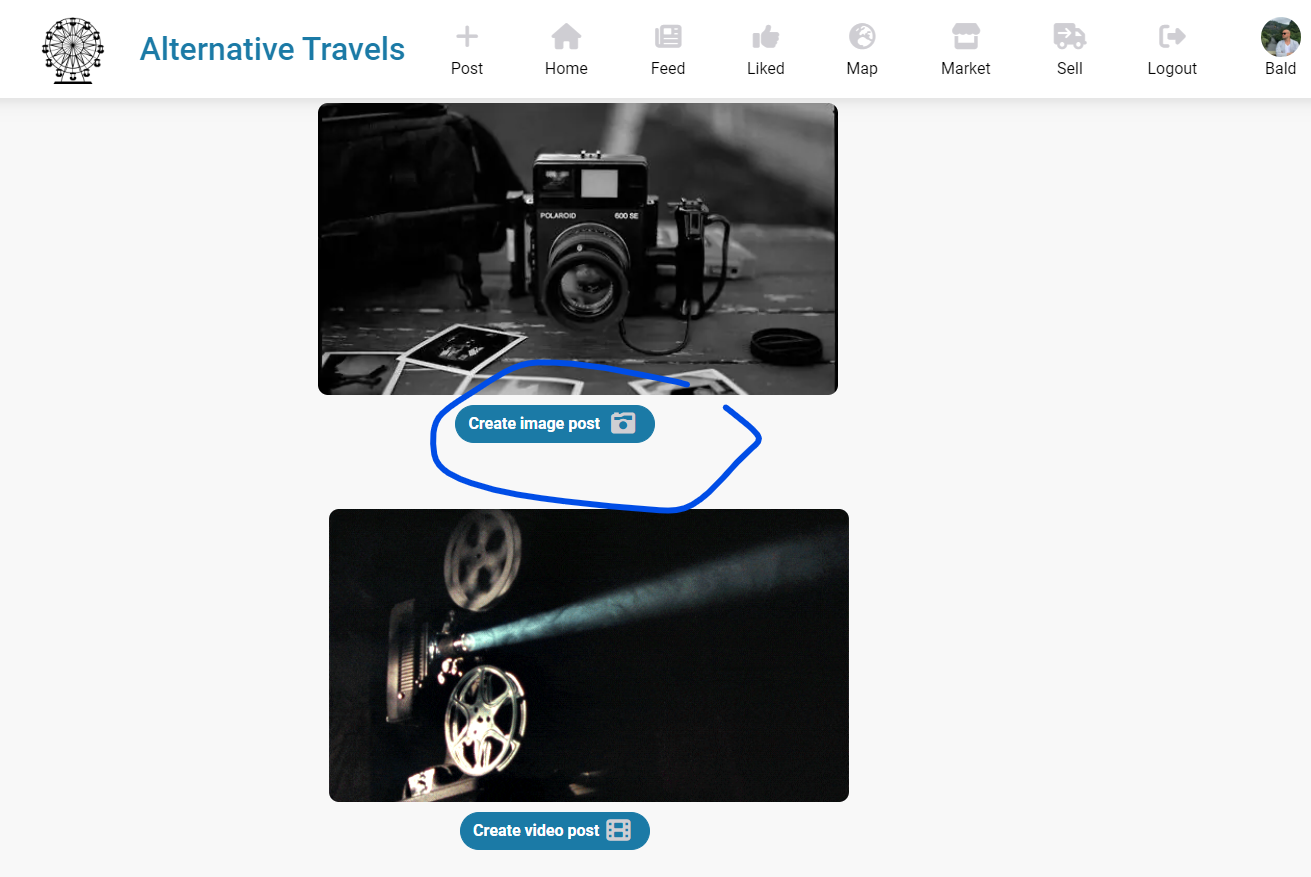 Alternative Travels
Post Home Feed Liked Map Market Sell Logout Bald
POLAROID 600 SE
Create image post
Create video post